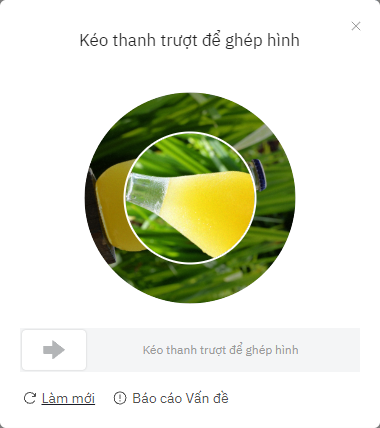 Kéo thanh trượt để ghép hình
Kéo thanh trượt để ghép hình
Làm mới
Báo cáo Vấn đề